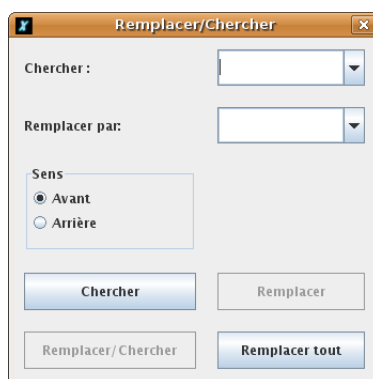 Remplacer/Chercher
Chercher :
Remplacer par:
Sens
Avant
Arrière
Chercher Remplacer
Remplacer/Chercher Remplacer tout